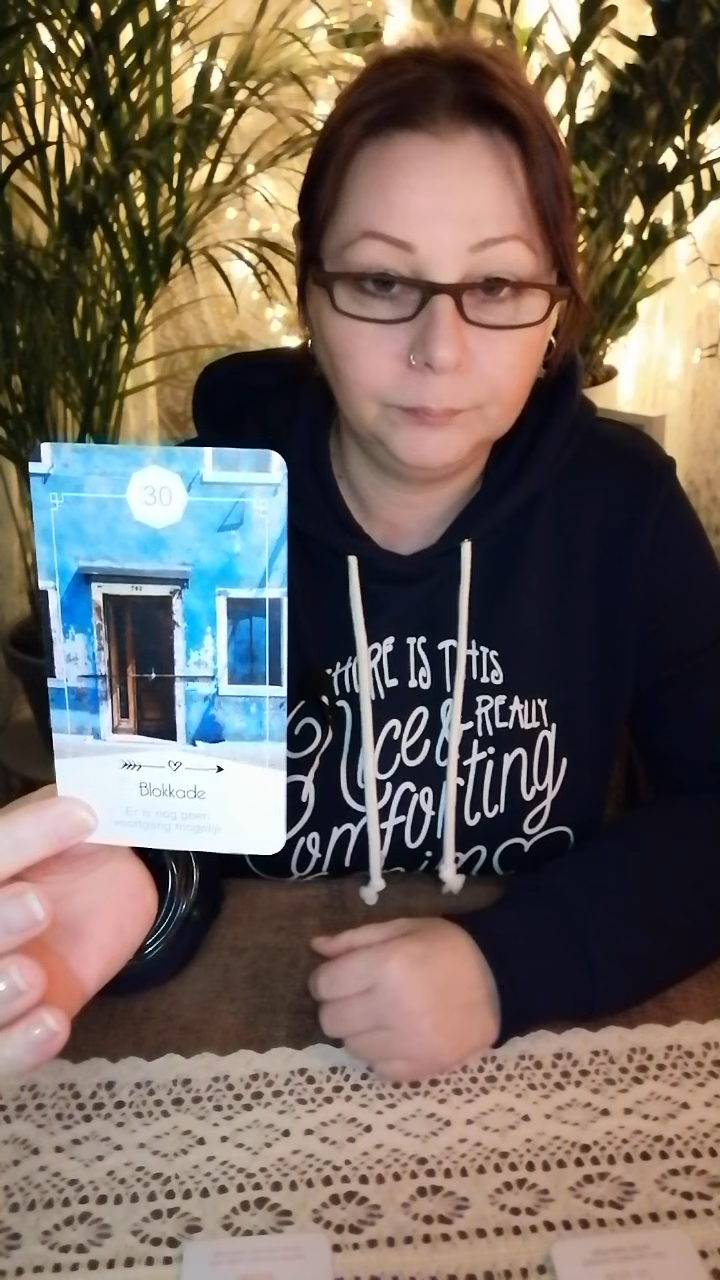 30
Blokkade
Er is nog geen
voortgang mogelijk
THERE IS THIS
Nice & REALLY
Comforting